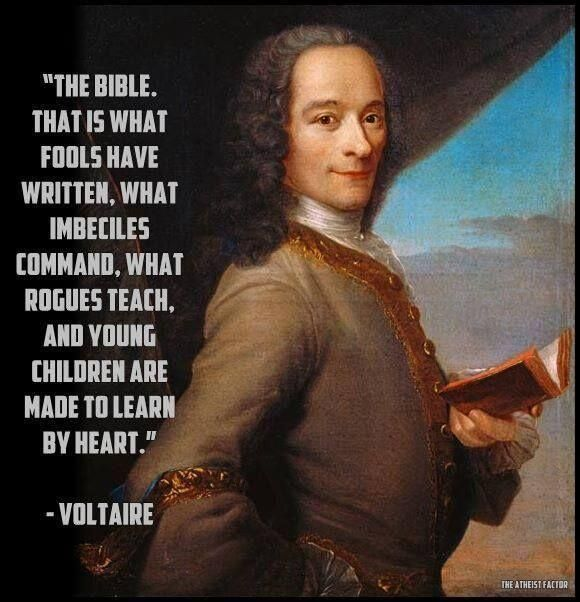 "THE BIBLE.
THAT IS WHAT
FOOLS HAVE
WRITTEN, WHAT
IMBECILES
COMMAND, WHAT
ROGUES TEACH,
AND YOUNG
CHILDREN ARE
MADE TO LEARN
BY HEART."
- VOLTAIRE
THE ATHEIST FACTOR